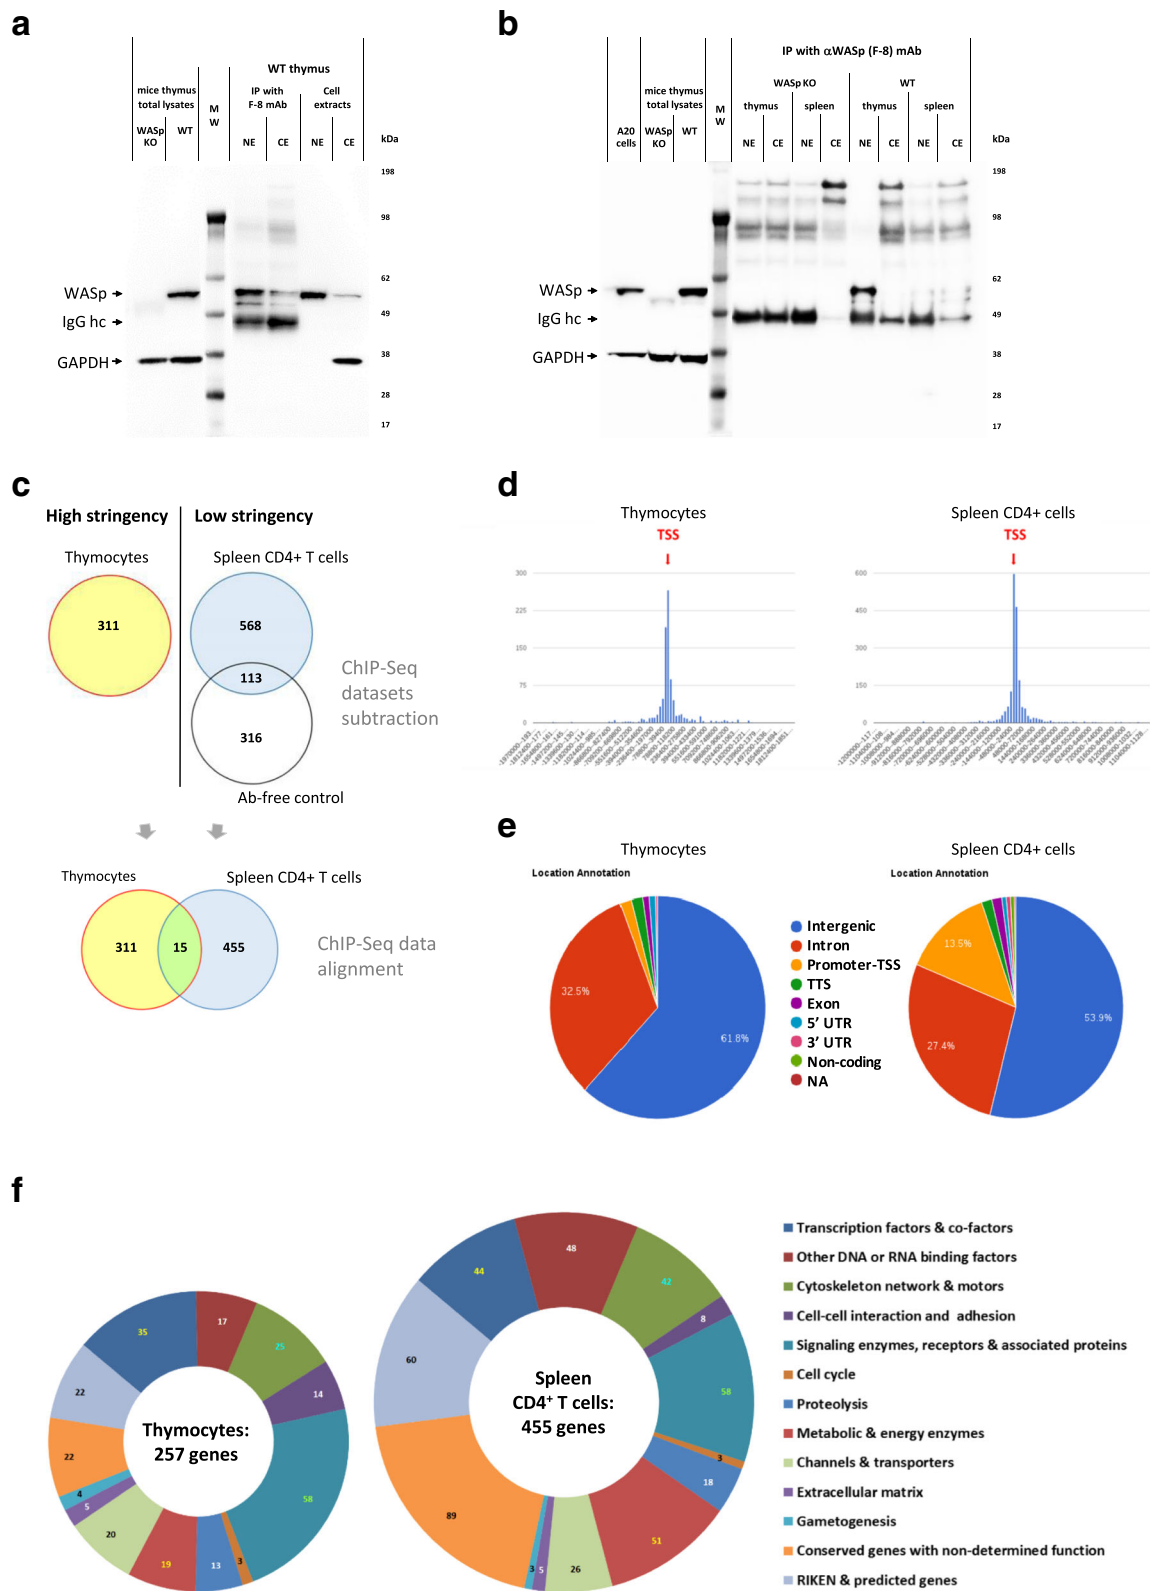 a
WT thymus
mice thymus
total lysates
M
W
IP with
F-8 mAb
Cell
extracts
WASp
KO
WT
NE
CE
NE
CE
kDa
198
98
62
49
38
28
17
WASp
IgG hc
GAPDH
b
IP with αWASp (F-8) mAb
WASp KO
WT
mice thymus
total lysates
M
W
thymus
spleen
thymus
spleen
A20
cells
WASp
KO
WT
NE
CE
NE
CE
NE
CE
NE
CE
kDa
198
98
62
49
38
28
17
WASp
IgG hc
GAPDH
c
High stringency
Low stringency
Thymocytes
Spleen CD4+ T cells
311
568
113
316
ChIP-Seq
datasets
subtraction
Ab-free control
Thymocytes
Spleen CD4+ T cells
311
15
455
ChIP-Seq data
alignment
d
Thymocytes
TSS
300
225
150
75
0
Spleen CD4+ cells
TSS
600
450
300
150
0
e
Thymocytes
Location Annotation
32.5%
61.8%
Intergenic
Intron
Promoter-TSS
TTS
Exon
5' UTR
3' UTR
Non-coding
NA
Spleen CD4+ cells
Location Annotation
13.5%
27.4%
53.9%
f
Thymocytes:
257 genes
35
17
25
14
58
3
13
19
20
5
4
22
22
Spleen
CD4+ T cells:
455 genes
44
48
42
8
58
3
18
51
26
5
3
89
60
Transcription factors & co-factors
Other DNA or RNA binding factors
Cytoskeleton network & motors
Cell-cell interaction and adhesion
Signaling enzymes, receptors & associated proteins
Cell cycle
Proteolysis
Metabolic & energy enzymes
Channels & transporters
Extracellular matrix
Gametogenesis
Conserved genes with non-determined function
RIKEN & predicted genes